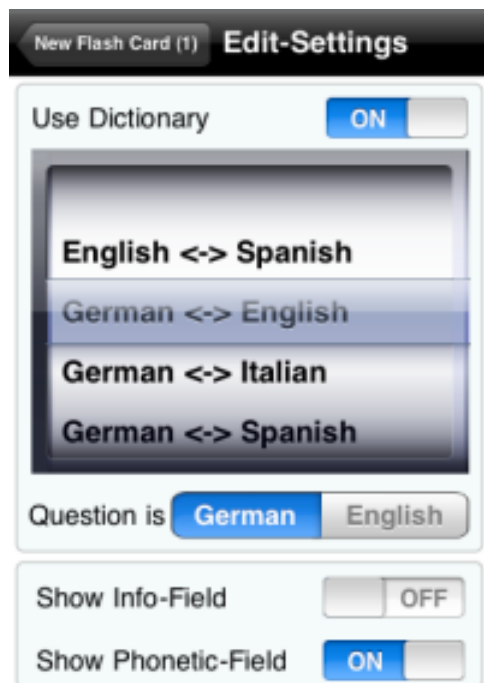 New Flash Card (1) Edit-Settings
Use Dictionary ON
English <-> Spanish
German <-> English
German <-> Italian
German <-> Spanish
Question is German English
Show Info-Field OFF
Show Phonetic-Field ON